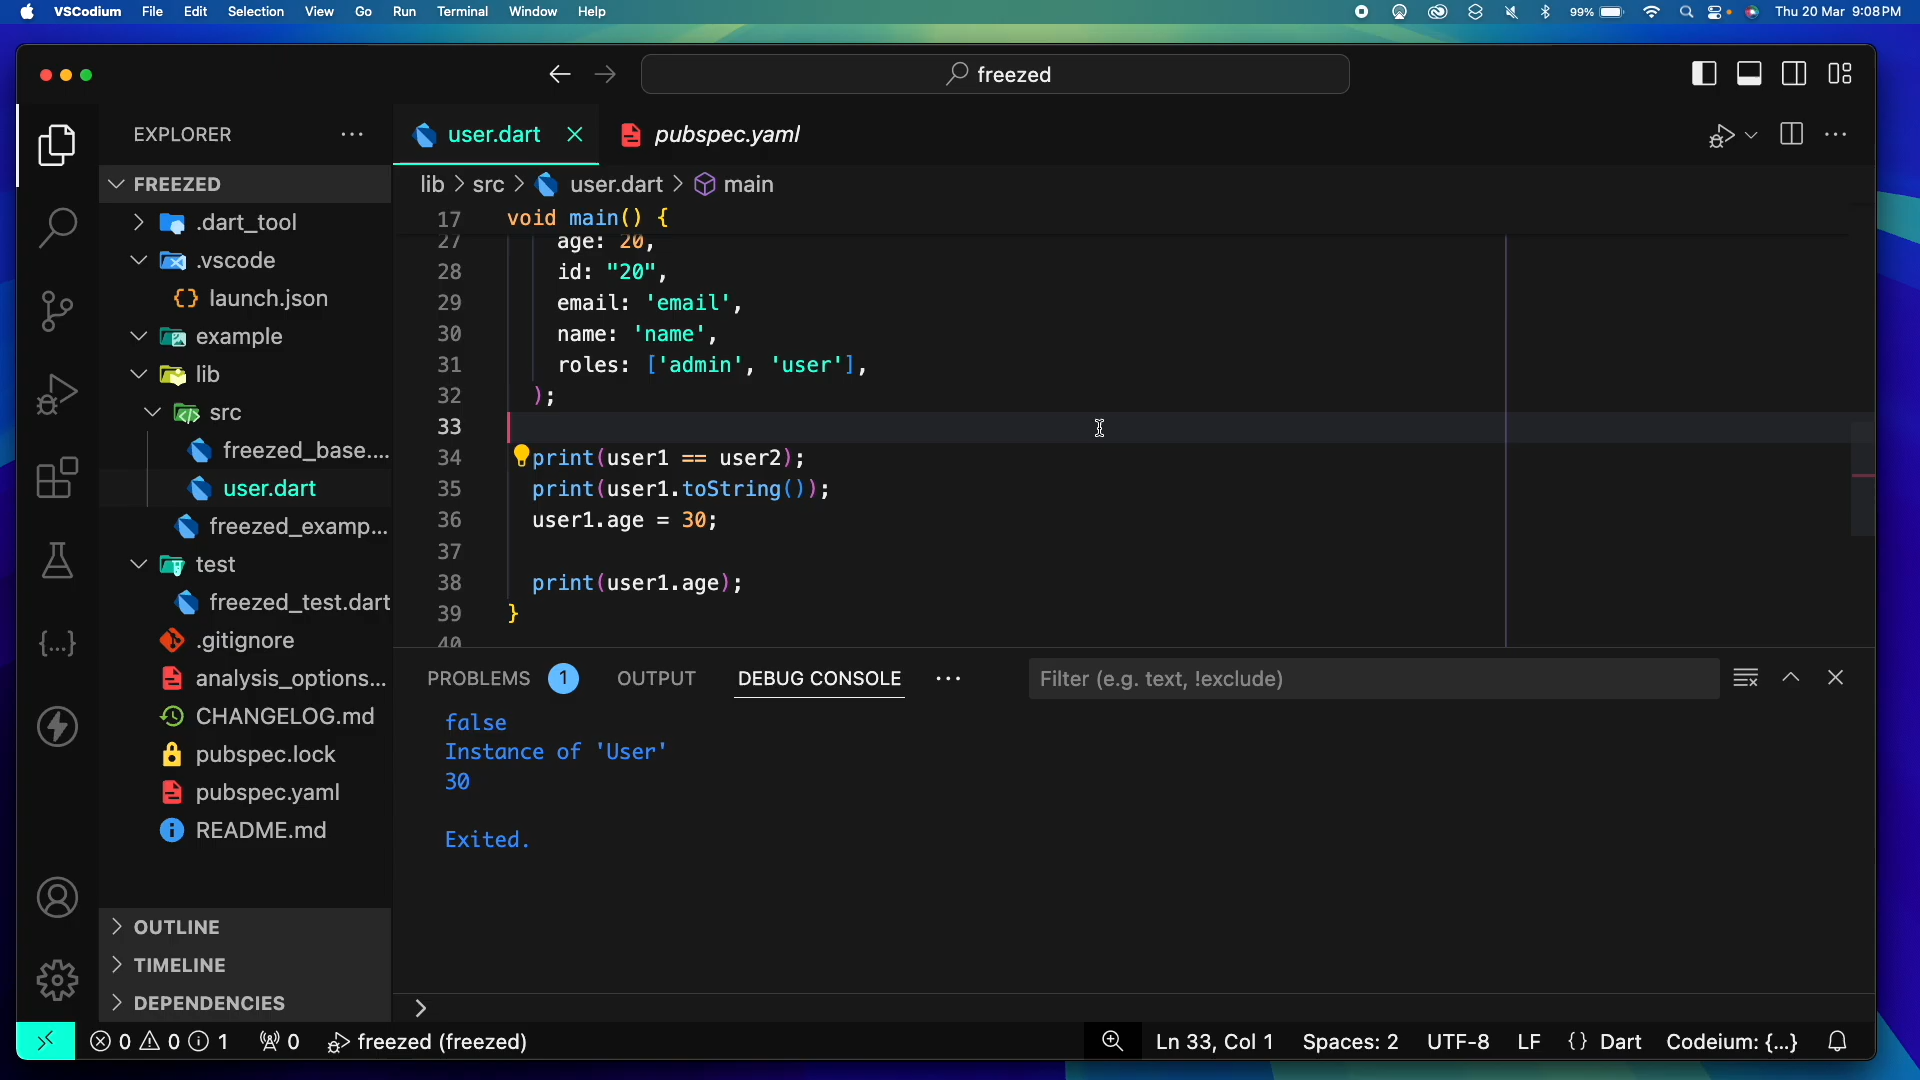 VSCodium File Edit Selection View Go Run Terminal Window Help 99% Thu 20 Mar 9:08 PM
freezed
EXPLORER
FREEZED
.dart_tool
.vscode
launch.json
example
lib
src
freezed_base....
user.dart
freezed_examp...
test
freezed_test.dart
.gitignore
analysis_options...
CHANGELOG.md
pubspec.lock
pubspec.yaml
README.md
OUTLINE
TIMELINE
DEPENDENCIES
user.dart pubspec.yaml
lib > src > user.dart > main
17 void main() {
27 age: 20,
28 id: "20",
29 email: 'email',
30 name: 'name',
31 roles: ['admin', 'user'],
32 );
33
34 print(user1 == user2);
35 print(user1.toString());
36 user1.age = 30;
37
38 print(user1.age);
39 }
40
PROBLEMS 1 OUTPUT DEBUG CONSOLE ... Filter (e.g. text, !exclude)
false
Instance of 'User'
30
Exited.
>
0 0 1 0 freezed (freezed) Ln 33, Col 1 Spaces: 2 UTF-8 LF {} Dart Codeium: {...}